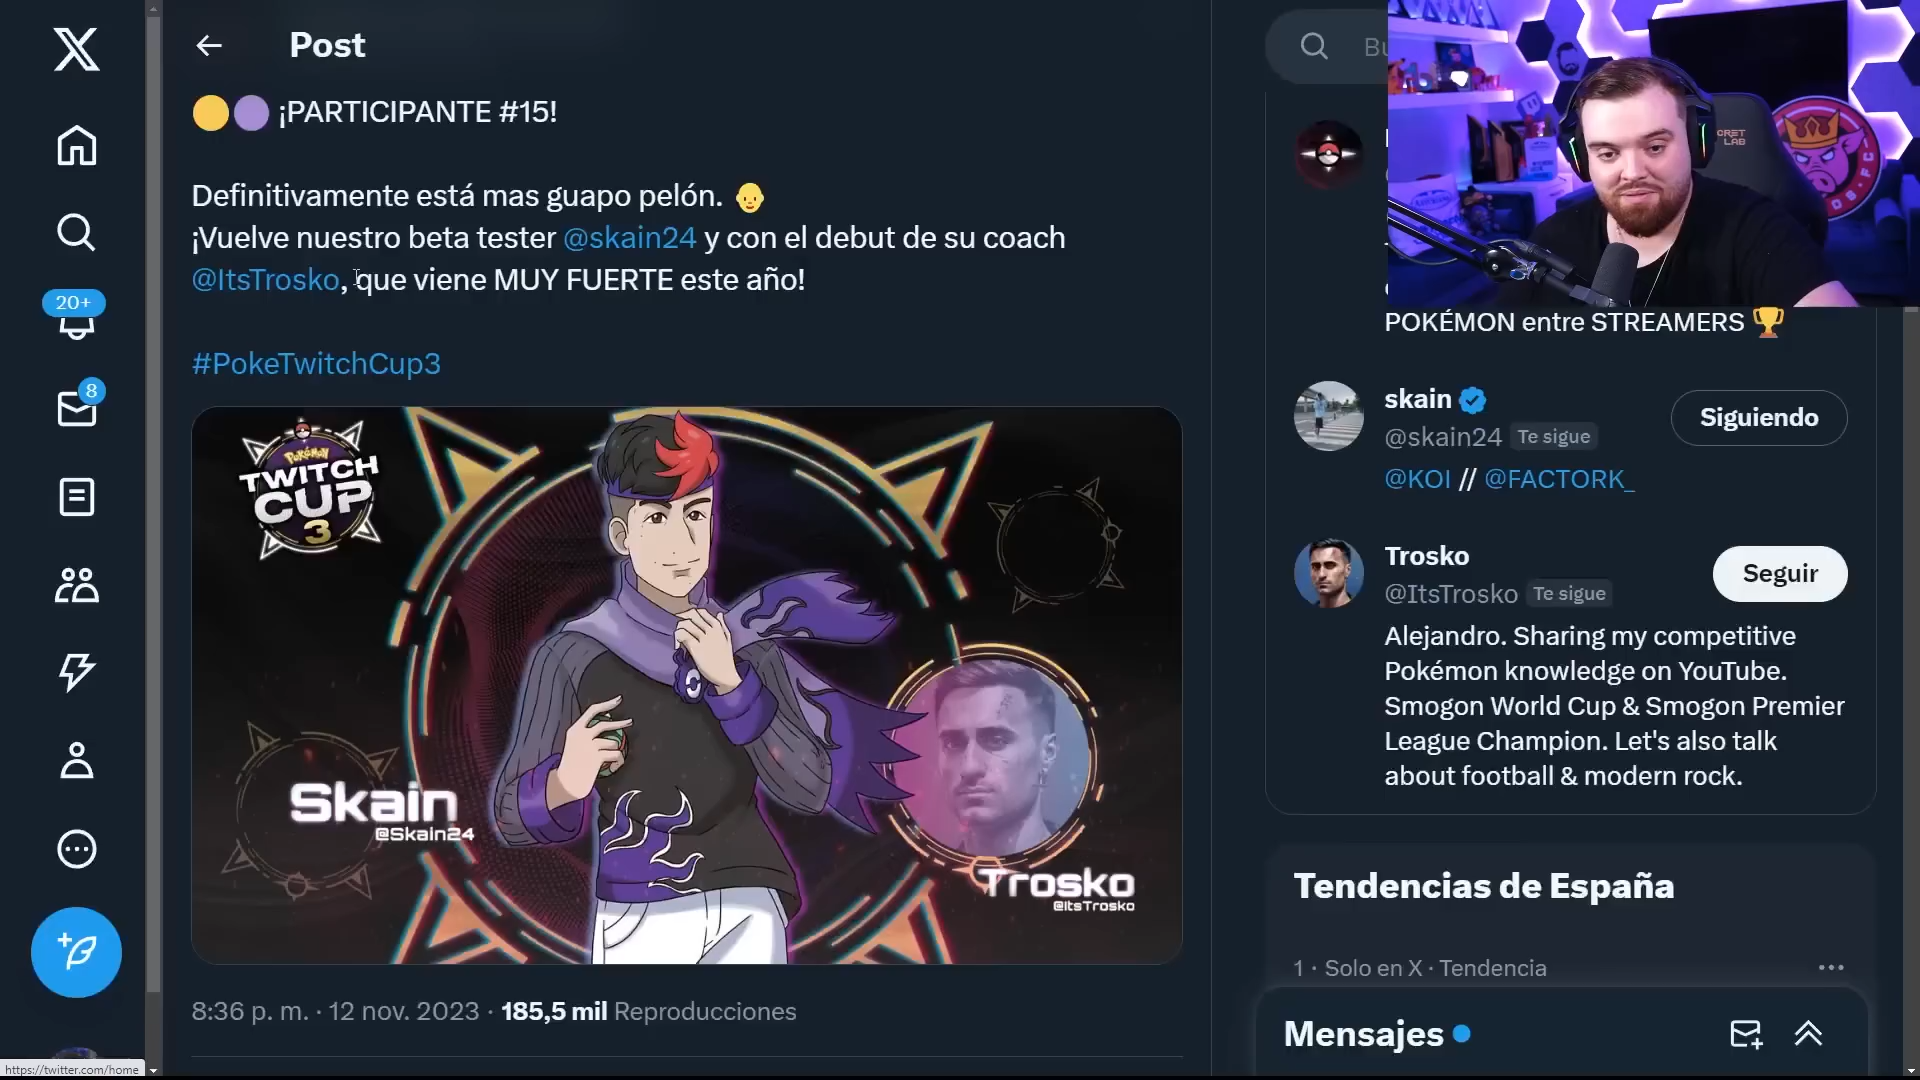 Post
¡PARTICIPANTE #15!
Definitivamente está mas guapo pelón.
¡Vuelve nuestro beta tester @skain24 y con el debut de su coach
@ItsTrosko, que viene MUY FUERTE este año!
#PokeTwitchCup3
Pokémon
TWITCH
CUP
3
Skain
@Skain24
Trosko
@ItsTrosko
8:36 p. m. · 12 nov. 2023 · 185,5 mil Reproducciones
20+
8
https://twitter.com/home
CRET
LAB
POKÉMON entre STREAMERS
skain
@skain24 Te sigue
Siguiendo
@KOI // @FACTORK_
Trosko
@ItsTrosko Te sigue
Seguir
Alejandro. Sharing my competitive
Pokémon knowledge on YouTube.
Smogon World Cup & Smogon Premier
League Champion. Let's also talk
about football & modern rock.
Tendencias de España
1 · Solo en X · Tendencia
Mensajes